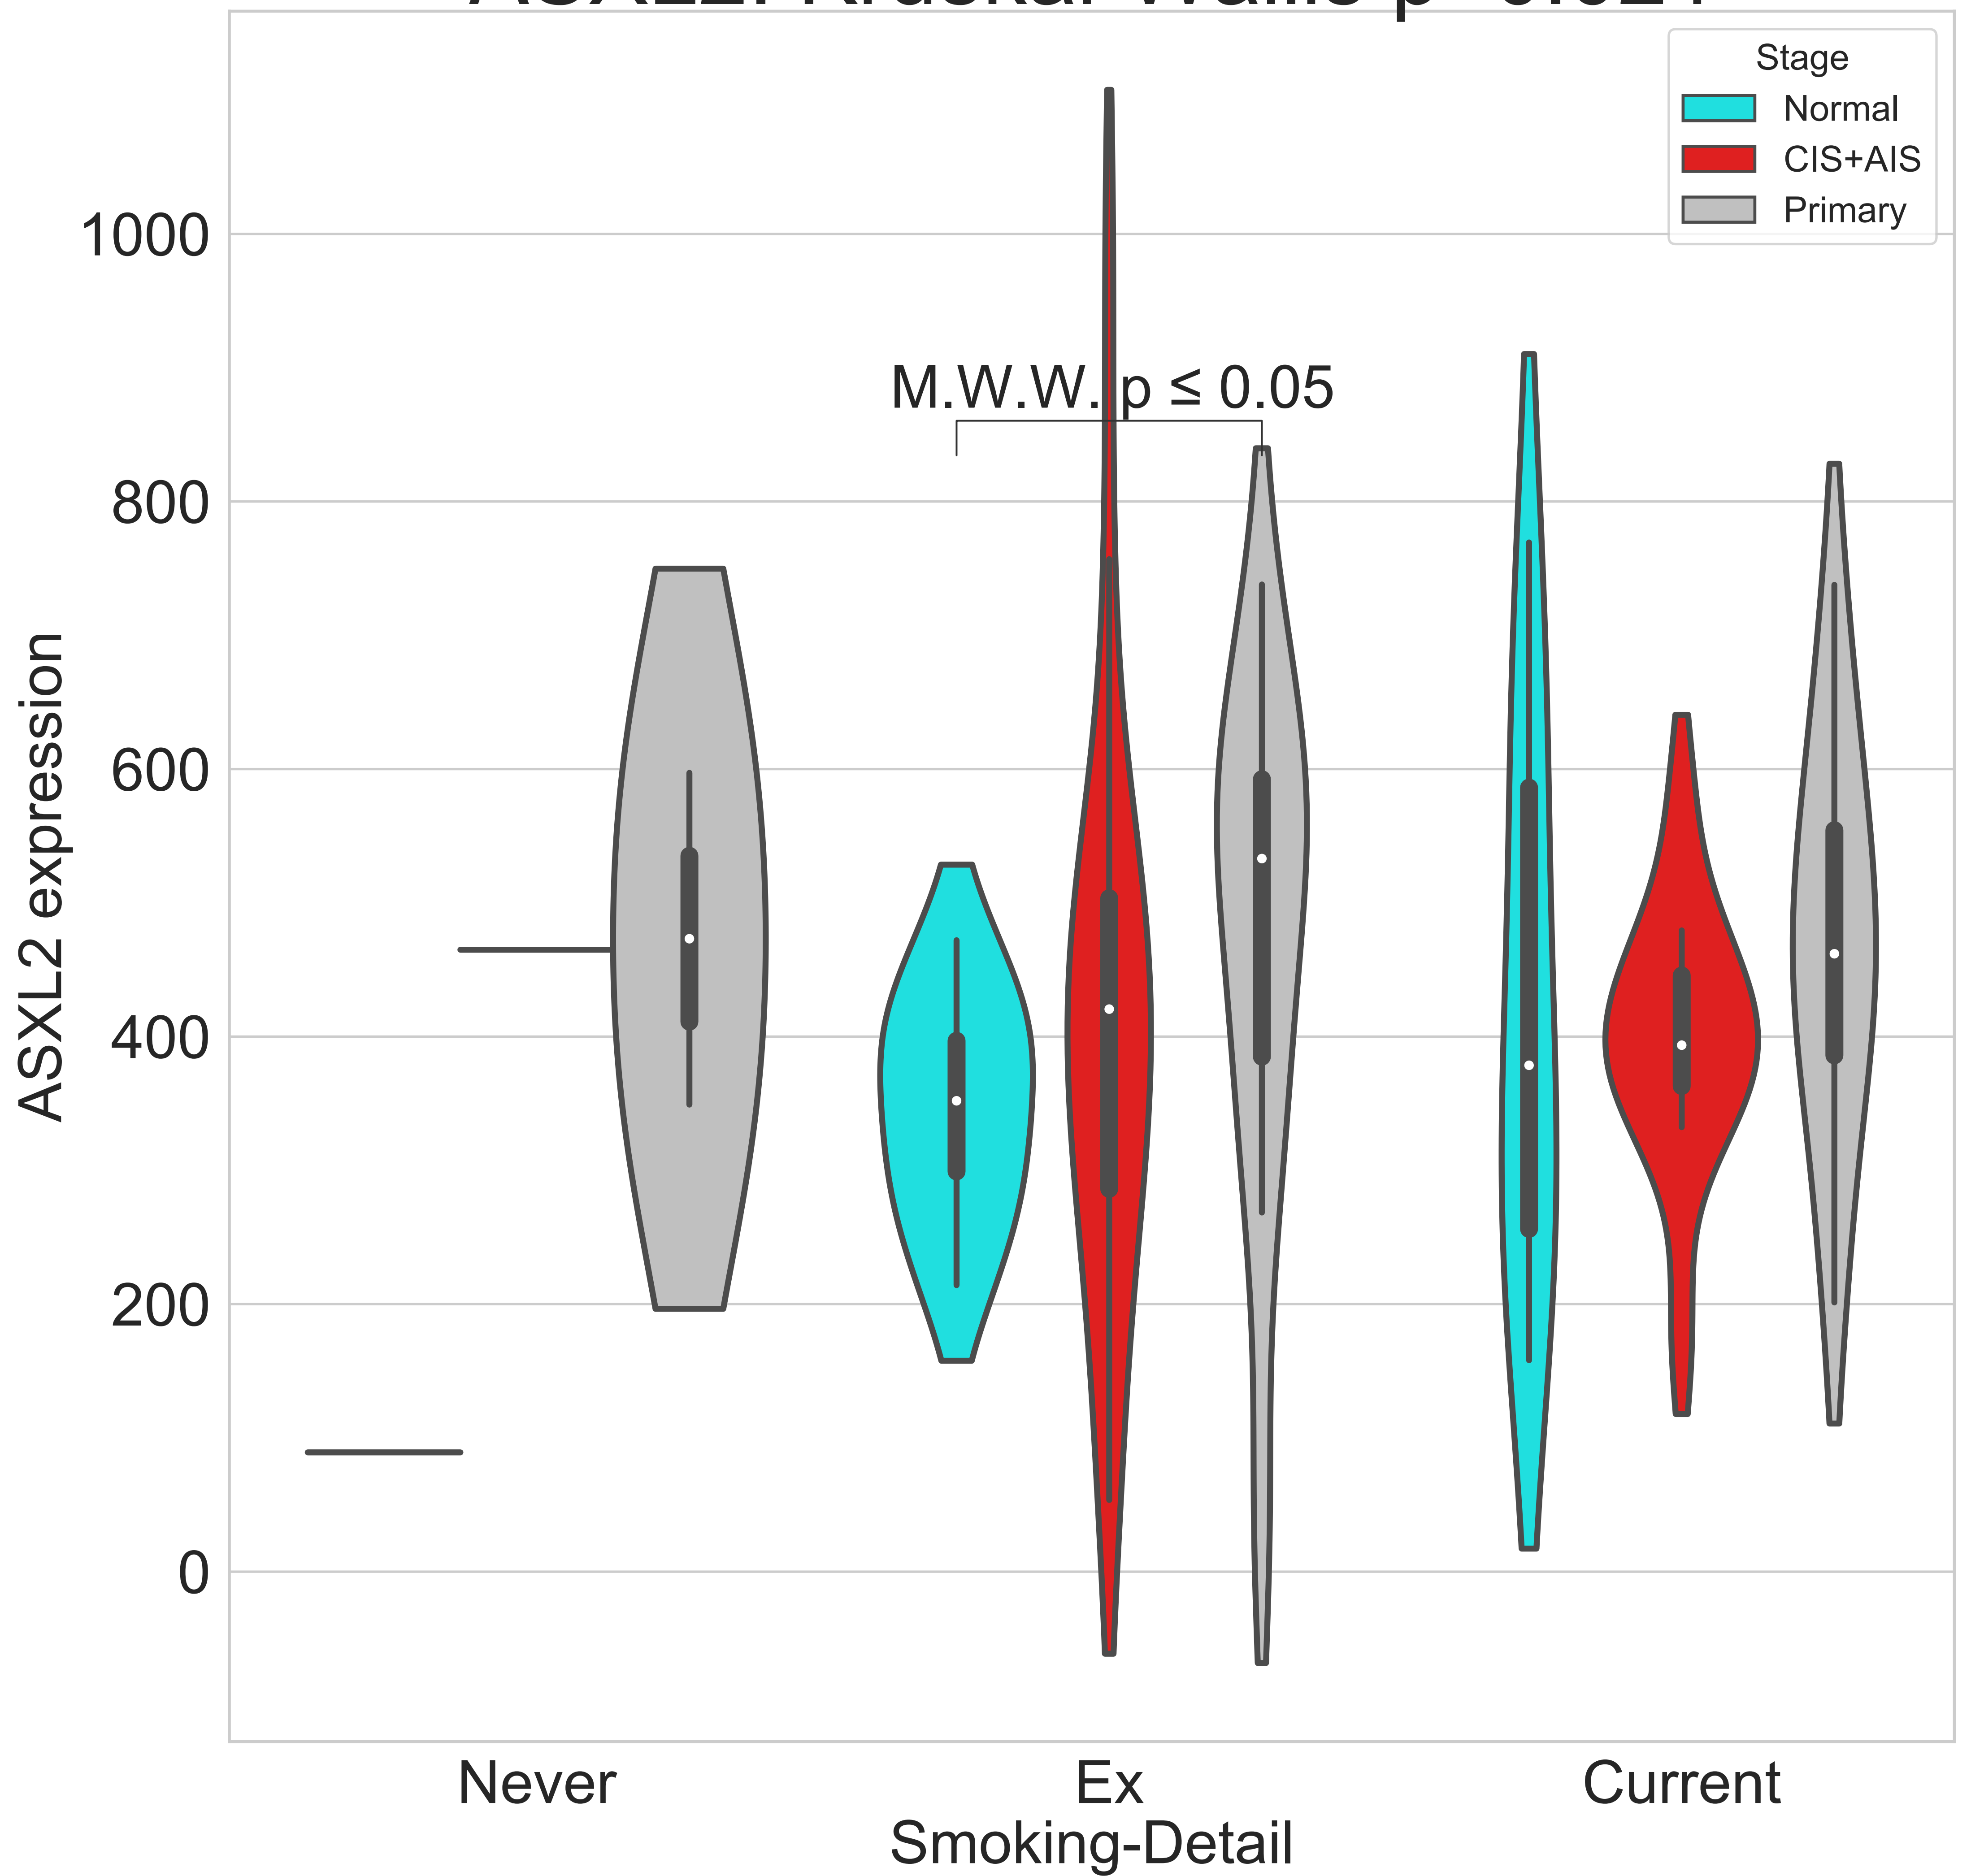 Stage
Normal
CIS+AIS
Primary
1000
800
600
400
200
0
M.W.W. p ≤ 0.05
ASXL2 expression
Never
Ex
Current
Smoking-Detail